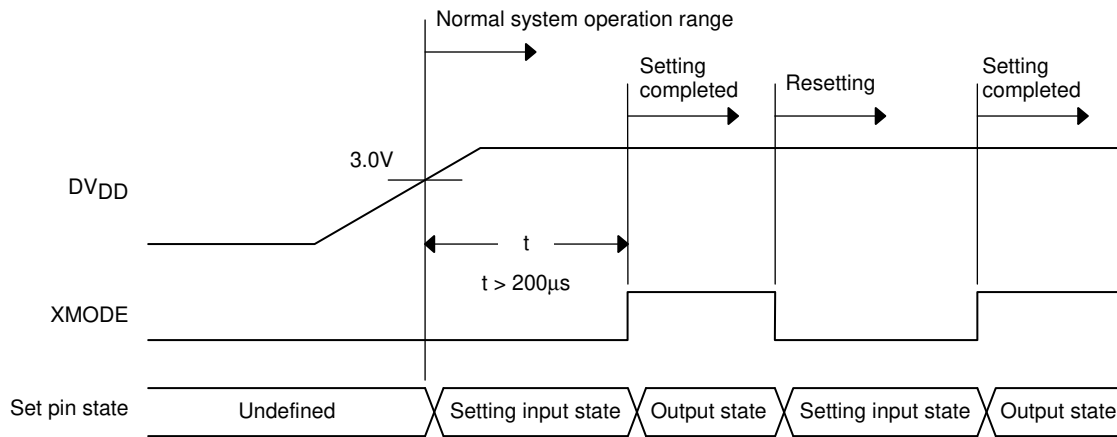 Normal system operation range
Setting
completed
Resetting
Setting
completed
3.0V
DVDD
t
t > 200μs
XMODE
Set pin state
Undefined
Setting input state
Output state
Setting input state
Output state